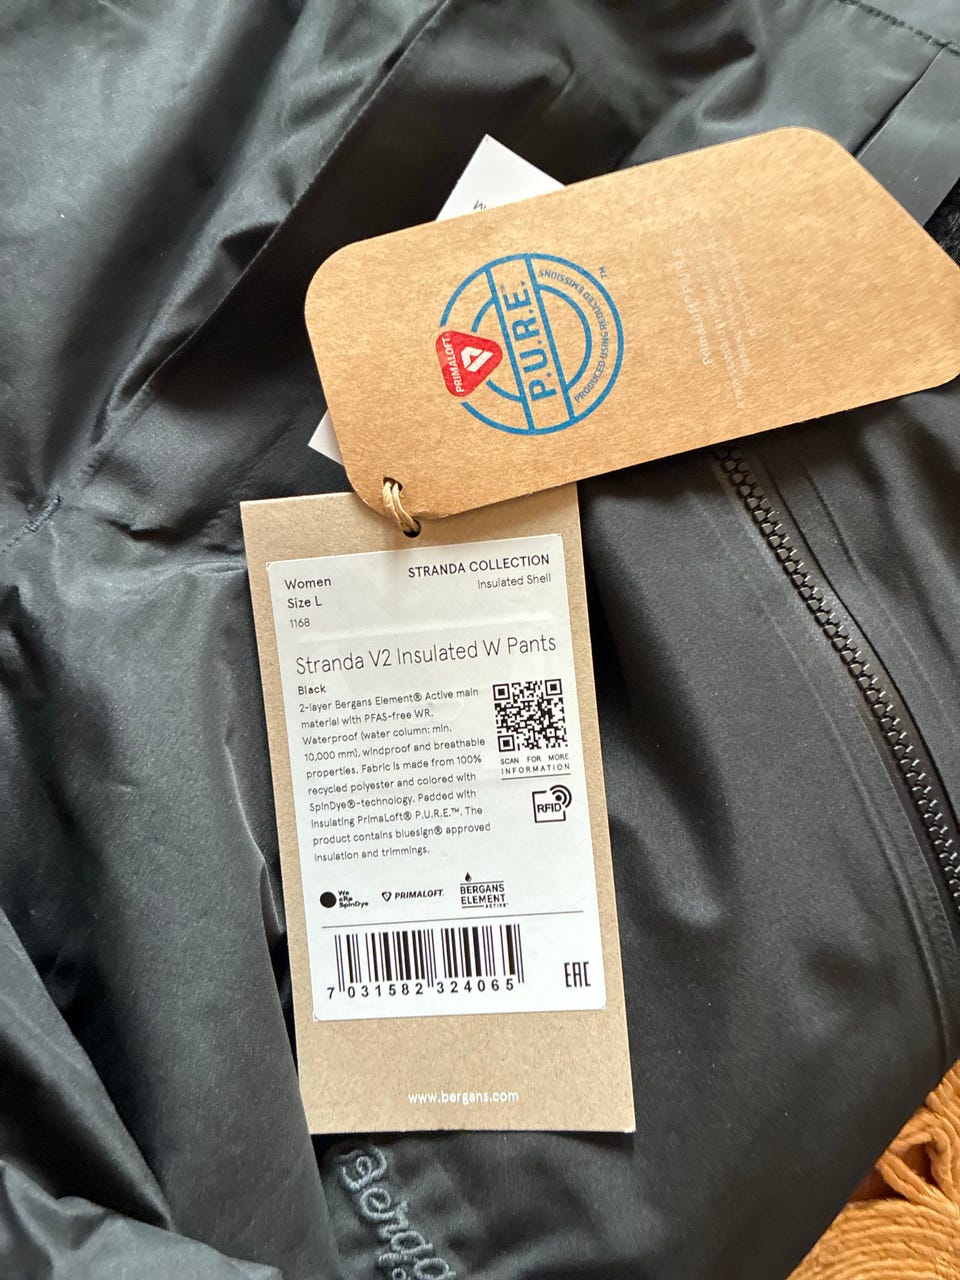 P.U.R.E.™
PRODUCED USING REDUCED EMISSIONS
PRIMALOFT®
Women
Size L
1168
STRANDA COLLECTION
Insulated Shell
Stranda V2 Insulated W Pants
Black
2-layer Bergans Element® Active main
material with PFAS-free WR.
Waterproof (water column: min.
10,000 mm), windproof and breathable
properties. Fabric is made from 100%
recycled polyester and colored with
SpinDye®-technology. Padded with
insulating PrimaLoft® P.U.R.E.™. The
product contains bluesign® approved
insulation and trimmings.
SCAN FOR MORE
INFORMATION
RFID
We
aRe
SpinDye
PRIMALOFT.
BERGANS
ELEMENT
ACTIVE™
7 031582 324065
EAC
www.bergans.com